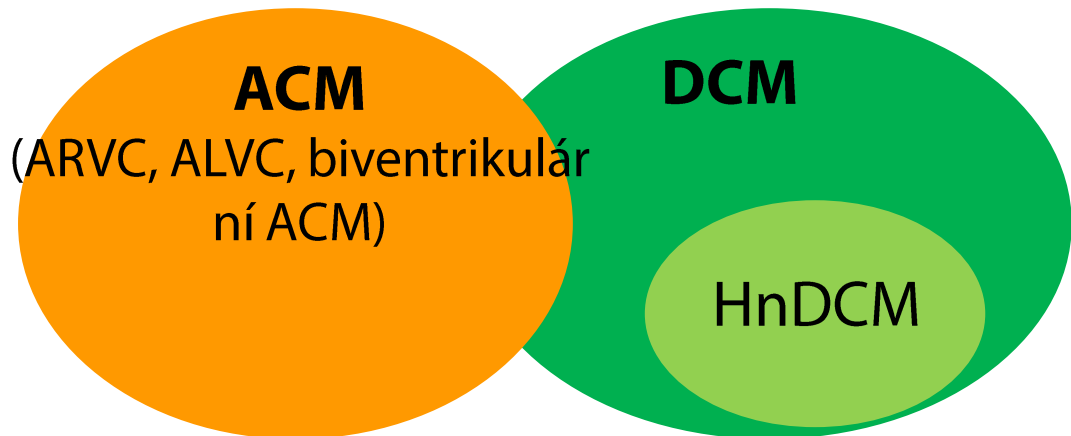 ACM
(ARVC, ALVC, biventrikulár
ní ACM)
DCM
HnDCM